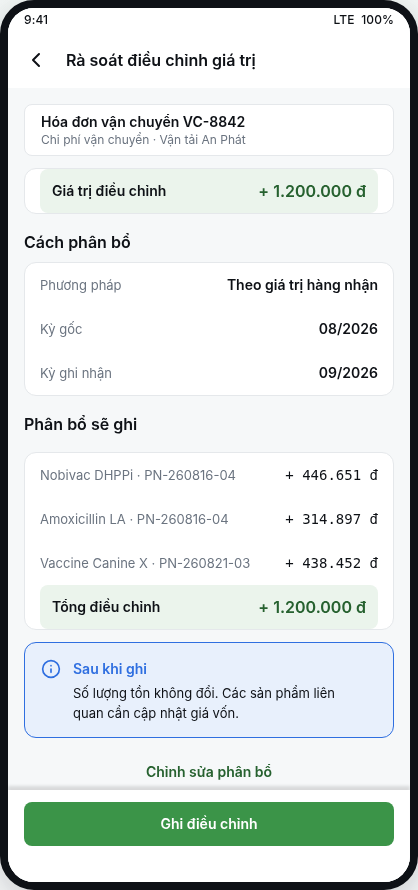 9:41
LTE 100%
Rà soát điều chỉnh giá trị
Hóa đơn vận chuyển VC-8842
Chi phí vận chuyển · Vận tải An Phát
Giá trị điều chỉnh + 1.200.000 đ
Cách phân bổ
Phương pháp Theo giá trị hàng nhận
Kỳ gốc 08/2026
Kỳ ghi nhận 09/2026
Phân bổ sẽ ghi
Nobivac DHPPi · PN-260816-04 + 446.651 đ
Amoxicillin LA · PN-260816-04 + 314.897 đ
Vaccine Canine X · PN-260821-03 + 438.452 đ
Tổng điều chỉnh + 1.200.000 đ
Sau khi ghi
Số lượng tồn không đổi. Các sản phẩm liên
quan cần cập nhật giá vốn.
Chỉnh sửa phân bổ
Ghi điều chỉnh